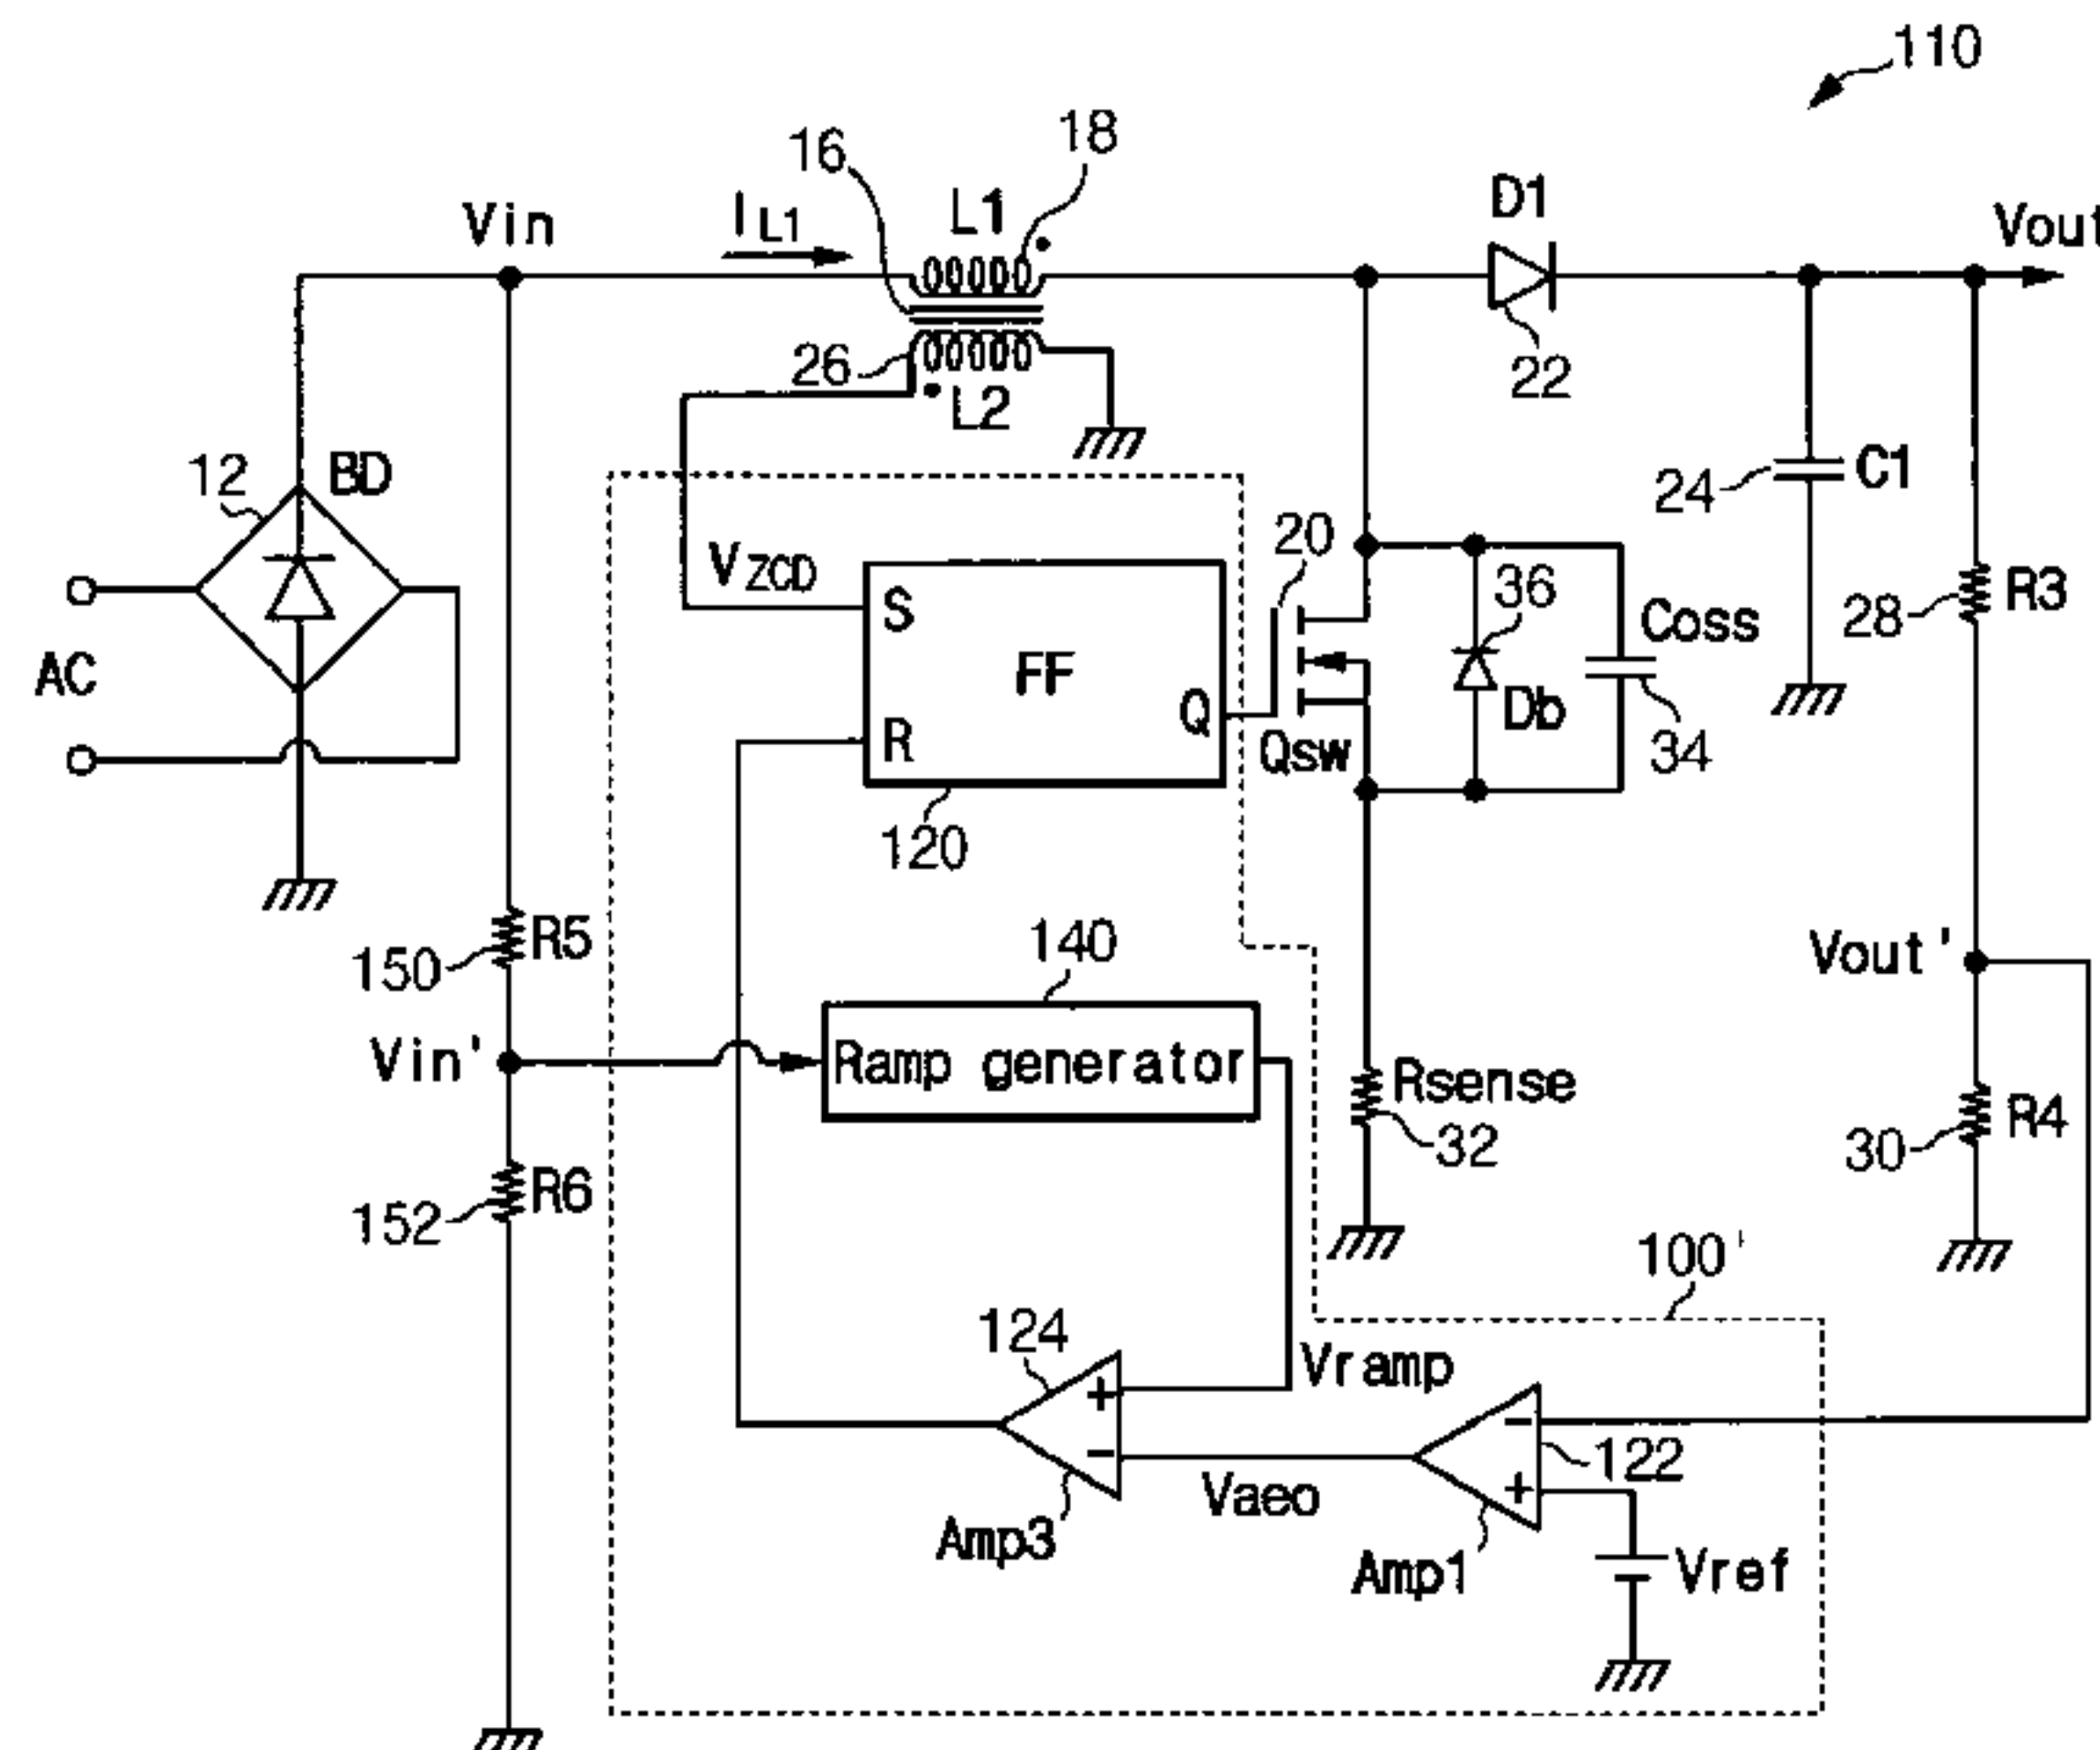 110
18
16
L1
D1
Vin
IL1
Vout
26
L2
22
12
BD
24
C1
20
VZCD
S
36
Coss
28
R3
AC
FF
Q
Db
R
Qsw
34
120
140
R5
150
Vout'
Vin'
Ramp generator
Rsense
32
R4
30
R6
152
100'
124
Vramp
+
-
-
122
+
Vaeo
Amp3
Amp1
Vref